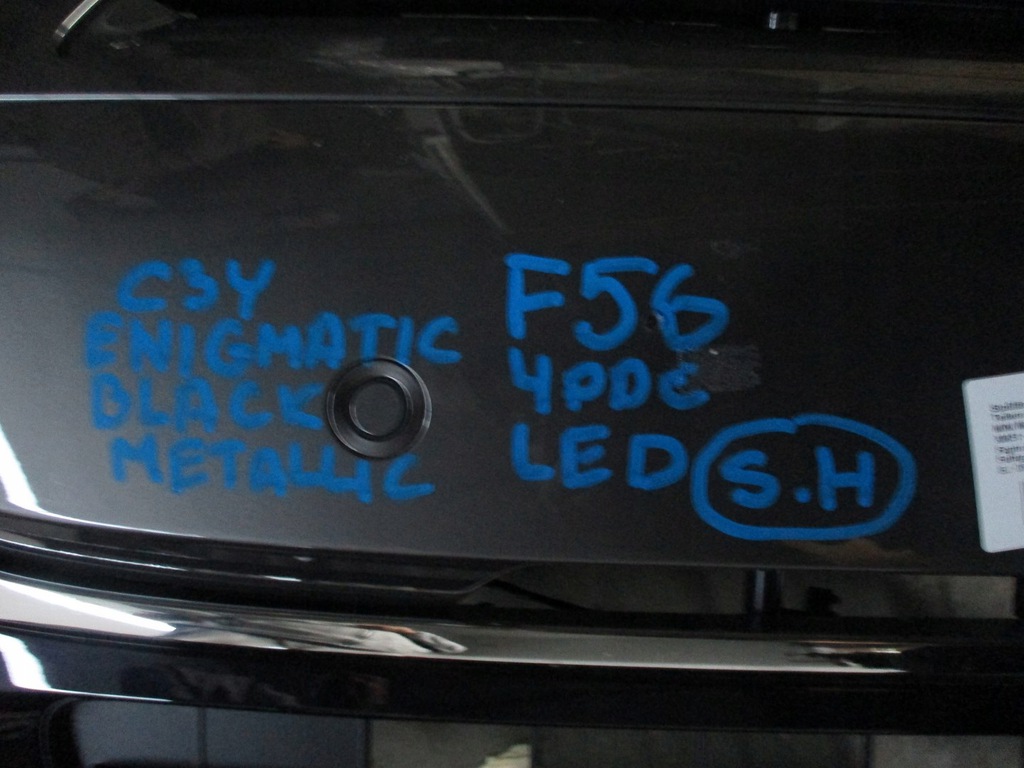 C3Y
ENIGMATIC
BLACK
METALLIC
F56
4PDC
LED S.H